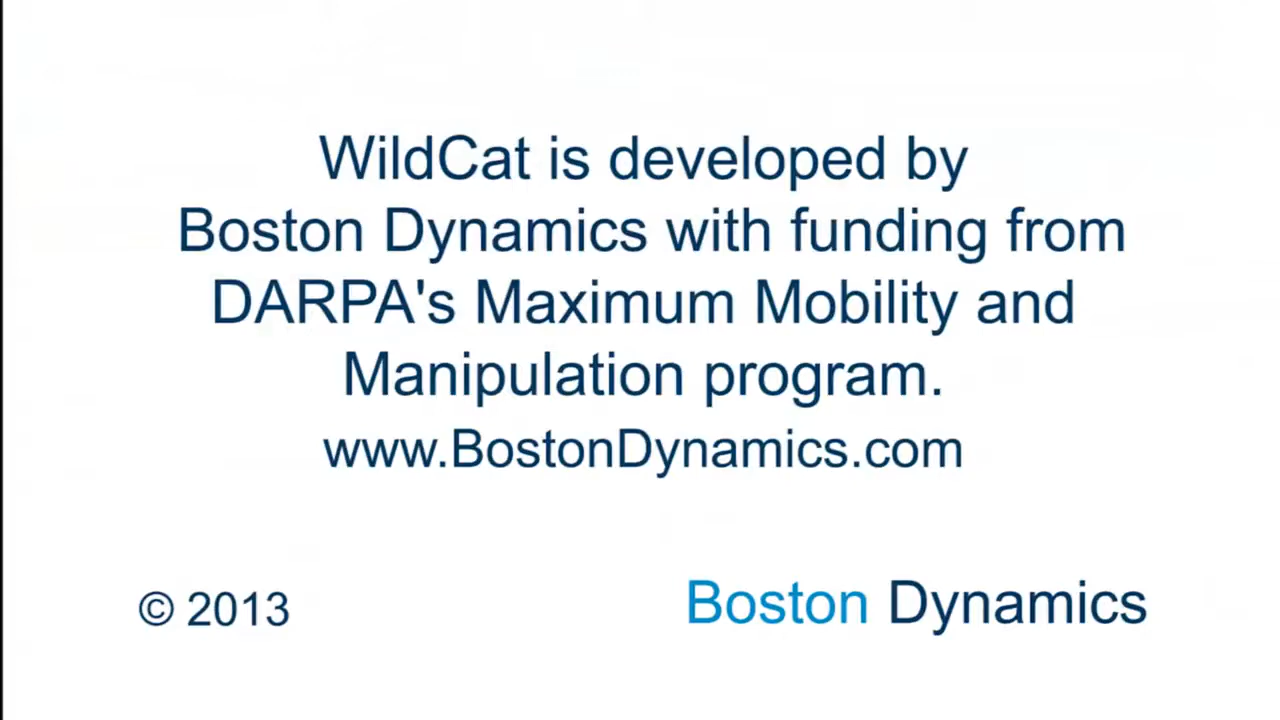 WildCat is developed by
Boston Dynamics with funding from
DARPA's Maximum Mobility and
Manipulation program.
www.BostonDynamics.com
© 2013
Boston Dynamics